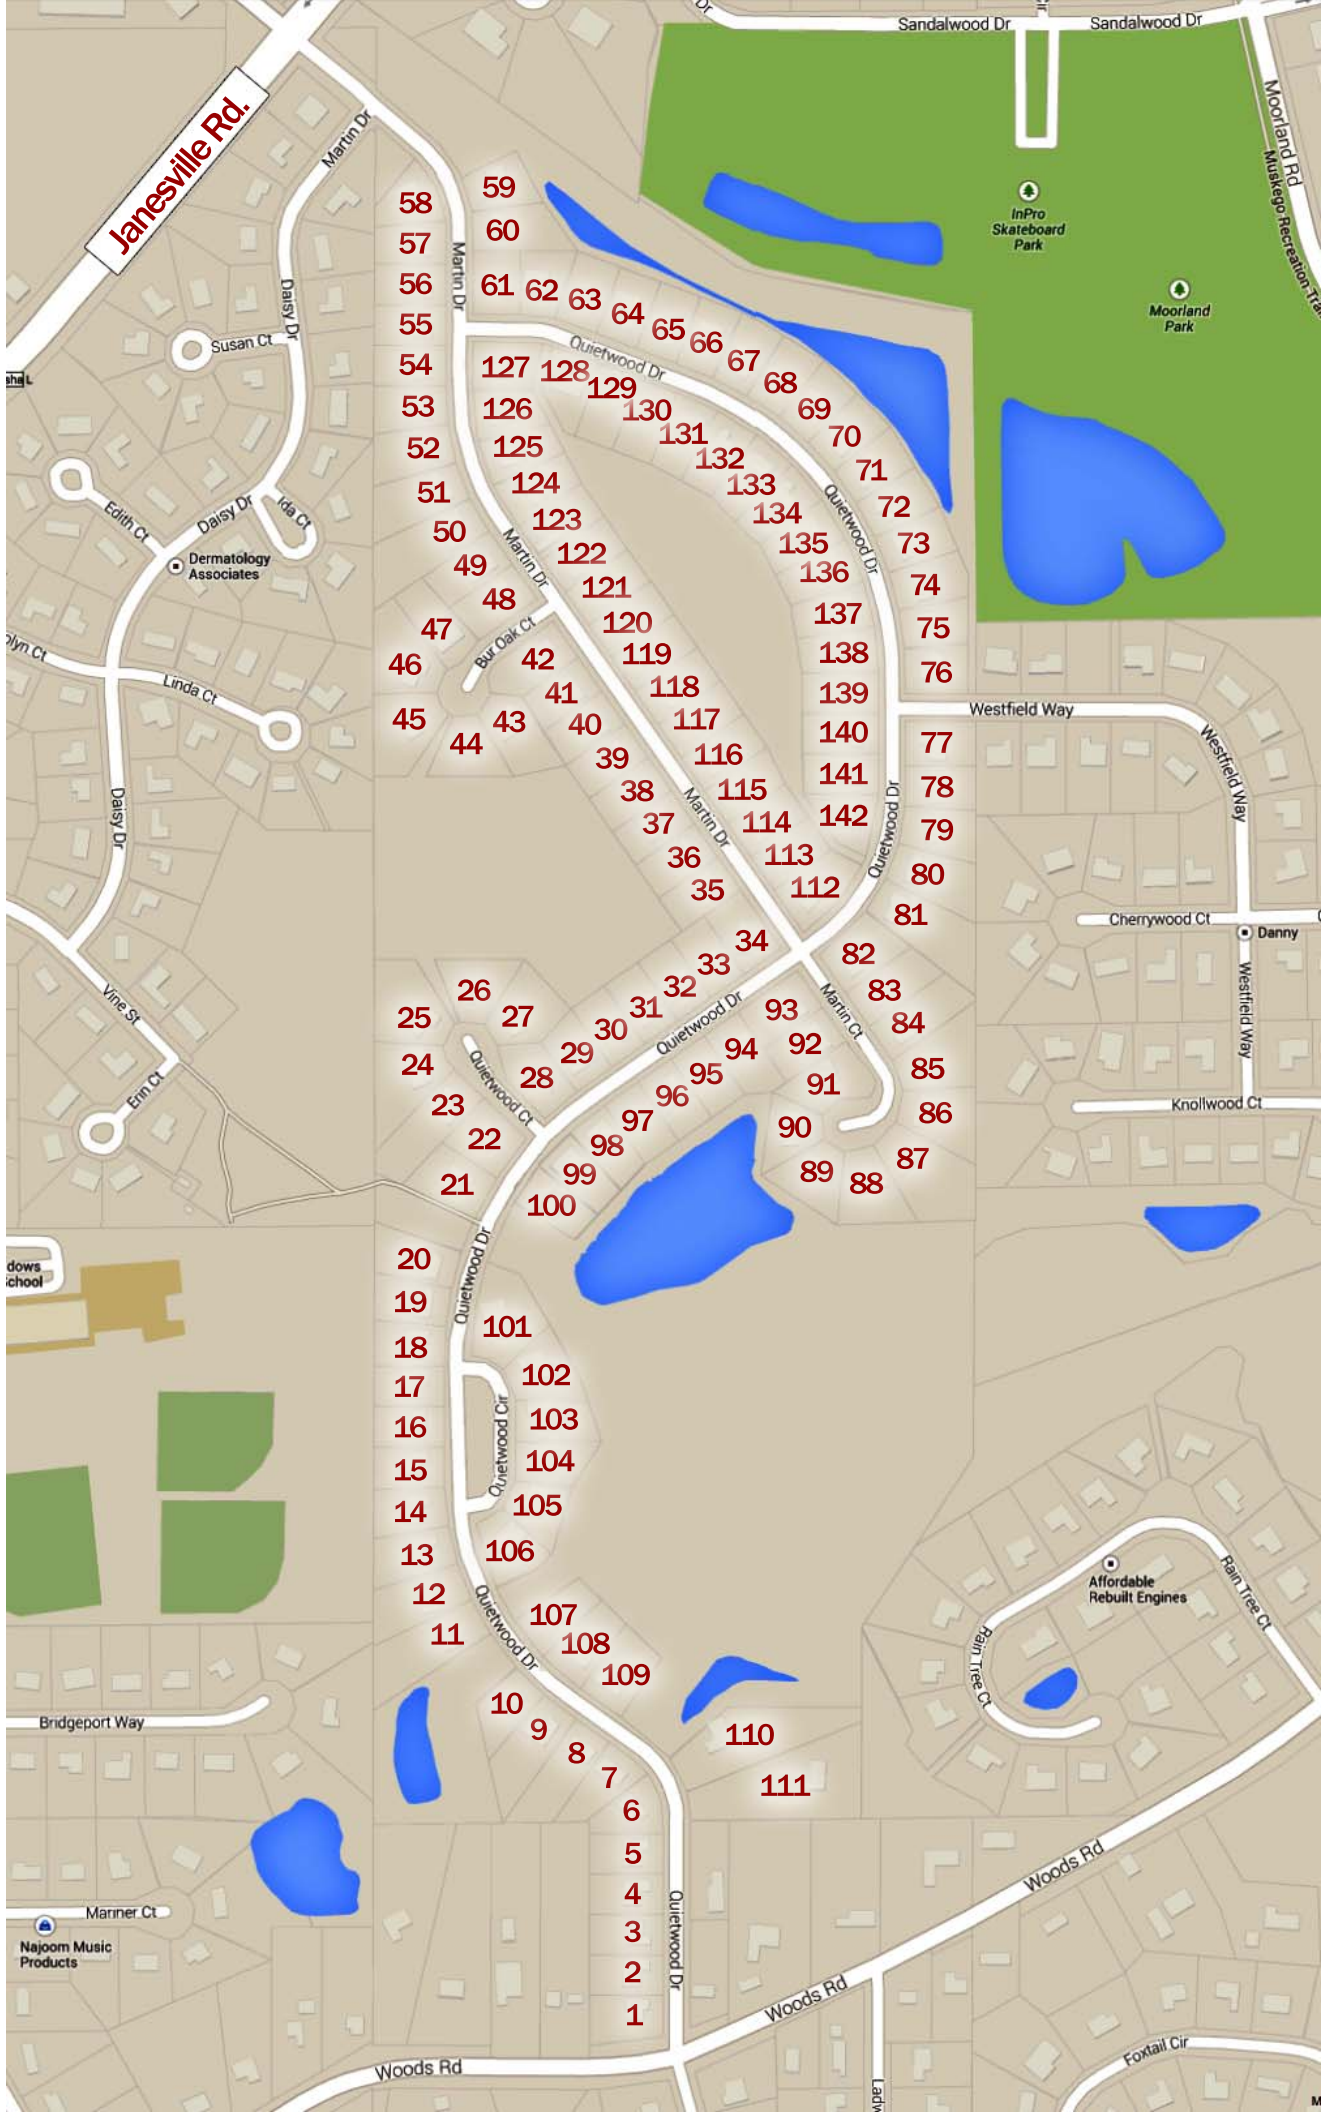 Dr
Sandalwood Dr
Cir
Sandalwood Dr
Janesville Rd.
Martin Dr
Moorland Rd
Muskego Recreation Trai
InPro
Skateboard
Park
Moorland
Park
58
59
57
60
Martin Dr
56
61
62
63
64
65
66
67
68
69
70
71
72
73
74
75
76
Daisy Dr
Susan Ct
55
54
53
52
51
50
49
48
Quietwood Dr
127
128
129
130
131
132
133
134
135
136
137
138
139
140
141
142
126
125
124
123
122
121
120
119
118
117
116
115
114
113
112
Quietwood Dr
Martin Dr
Edith Ct
Daisy Dr
Ida Ct
Dermatology
Associates
olyn Ct
Linda Ct
Bur Oak Ct
47
46
45
44
43
42
41
40
39
38
37
36
35
Martin Dr
Westfield Way
Westfield Way
77
78
79
80
81
Quietwood Dr
Daisy Dr
Cherrywood Ct
Danny
Westfield Way
Knollwood Ct
34
33
32
31
30
29
28
27
26
25
24
23
22
21
Quietwood Dr
Quietwood Ct
Martin Ct
82
83
84
85
86
87
88
89
90
91
92
93
94
95
96
97
98
99
100
Vine St
Erin Ct
dows
School
20
19
18
17
16
15
14
13
12
11
Quietwood Dr
101
102
103
104
105
106
Quietwood Cir
Quietwood Dr
107
108
109
110
111
Affordable
Rebuilt Engines
Rain Tree Ct
Rain Tree Ct
Bridgeport Way
10
9
8
7
6
5
4
3
2
1
Quietwood Dr
Mariner Ct
Najoom Music
Products
Woods Rd
Woods Rd
Woods Rd
Foxtail Cir
Ladw
M